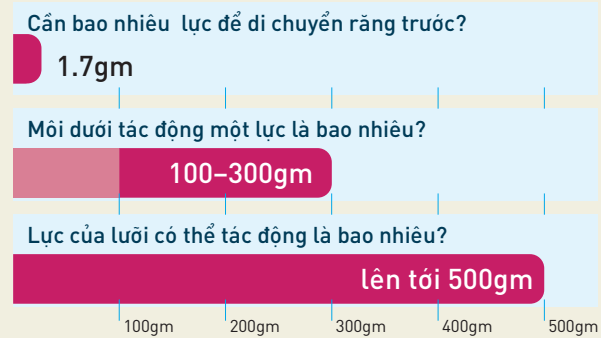 Cần bao nhiêu lực để di chuyển răng trước?
1.7gm
Môi dưới tác động một lực là bao nhiêu?
100–300gm
Lực của lưỡi có thể tác động là bao nhiêu?
lên tới 500gm
100gm 200gm 300gm 400gm 500gm